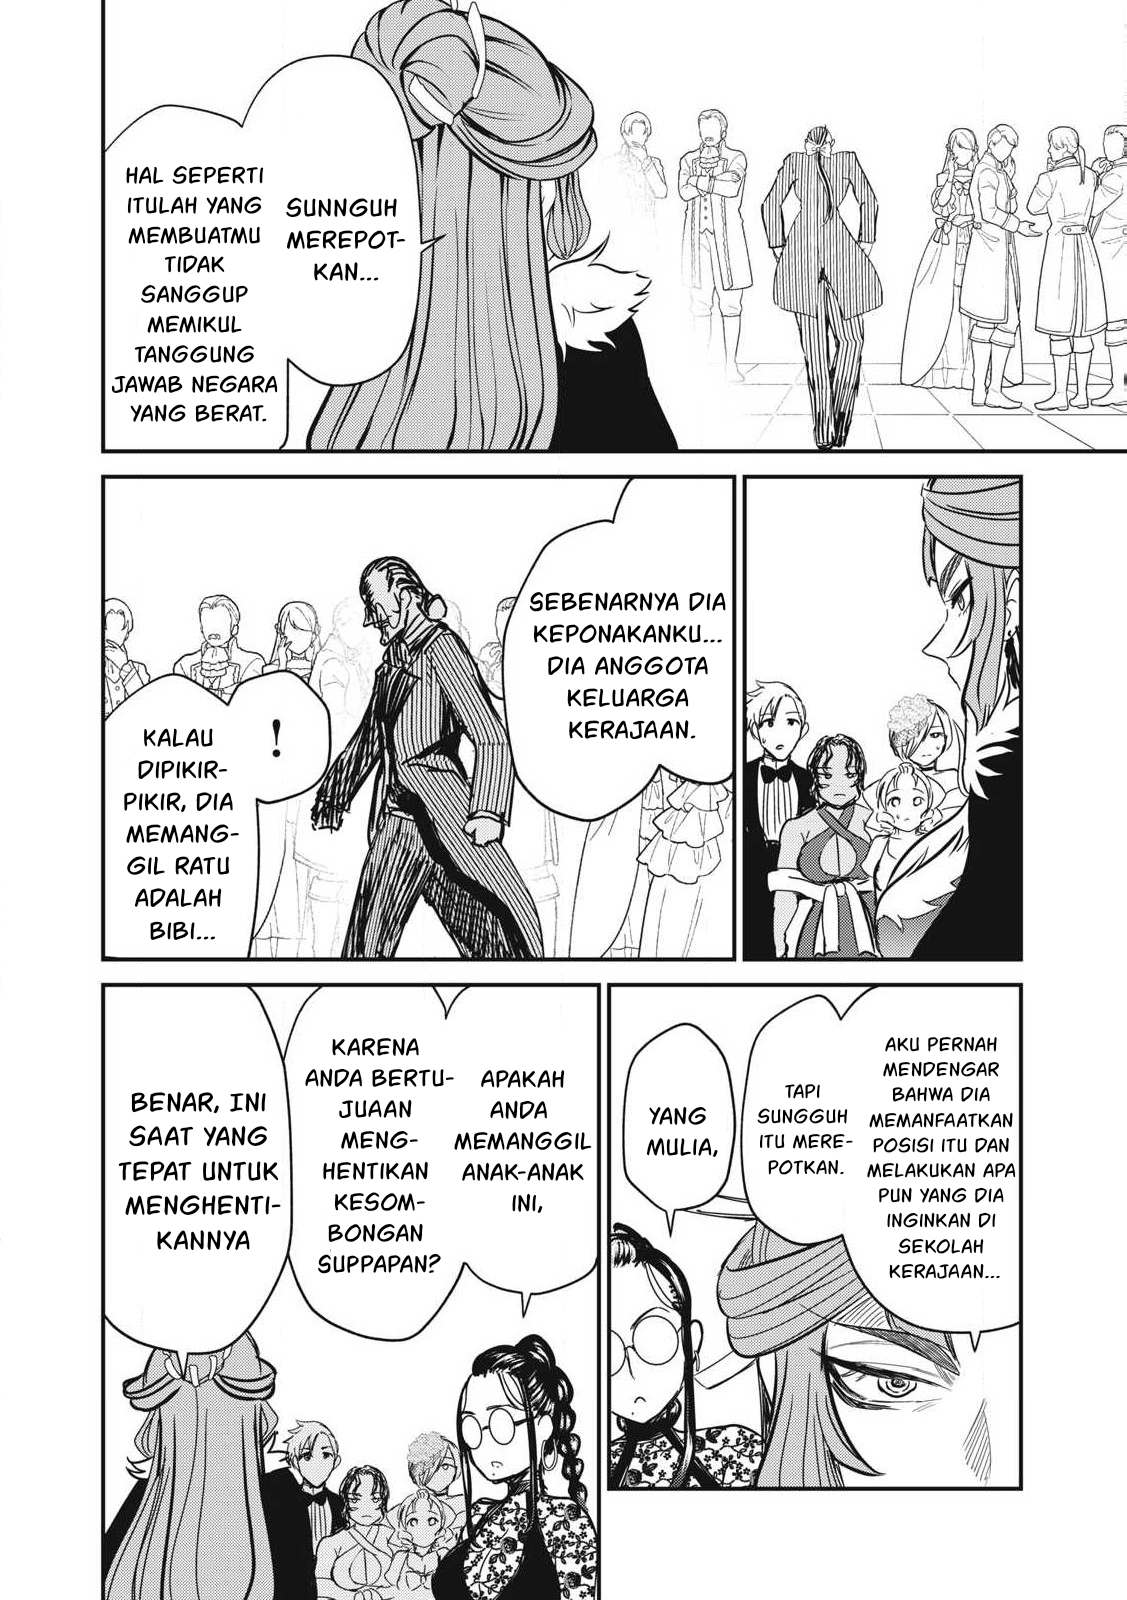 SUNNGUH
MEREPOT-
KAN...
HAL SEPERTI
ITULAH YANG
MEMBUATMU
TIDAK
SANGGUP
MEMIKUL
TANGGUNG
JAWAB NEGARA
YANG BERAT.
SEBENARNYA DIA
KEPONAKANKU...
DIA ANGGOTA
KELUARGA
KERAJAAN.
!
KALAU
DIPIKIR-
PIKIR, DIA
MEMANG-
GIL RATU
ADALAH
BIBI...
AKU PERNAH
MENDENGAR
BAHWA DIA
MEMANFAATKAN
POSISI ITU DAN
MELAKUKAN APA
PUN YANG DIA
INGINKAN DI
SEKOLAH
KERAJAAN...
TAPI
SUNGGUH
ITU MERE-
POTKAN.
YANG
MULIA,
APAKAH
ANDA
MEMANGGIL
ANAK-ANAK
INI,
KARENA
ANDA BERTU-
JUAAN
MENG-
HENTIKAN
KESOM-
BONGAN
SUPPAPAN?
BENAR, INI
SAAT YANG
TEPAT UNTUK
MENGHENTI-
KANNYA